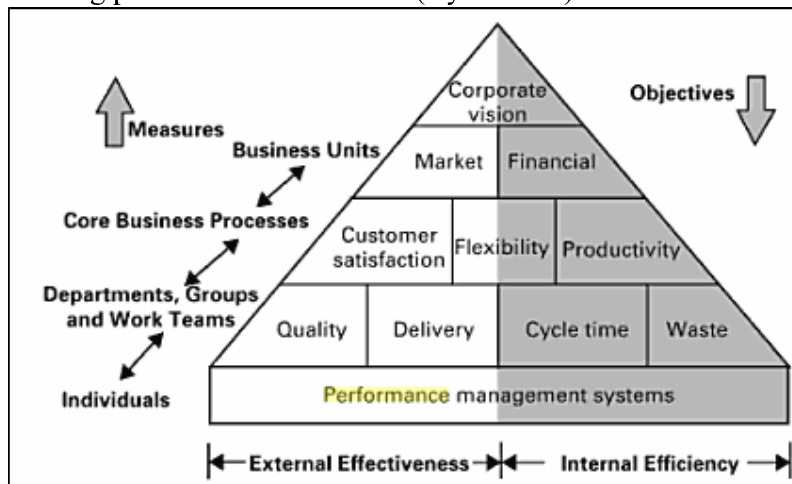 Corporate
vision
Objectives
Measures
Business Units
Market Financial
Core Business Processes
Customer
satisfaction
Flexibility
Productivity
Departments, Groups
and Work Teams
Quality Delivery Cycle time Waste
Individuals
Performance management systems
External Effectiveness Internal Efficiency